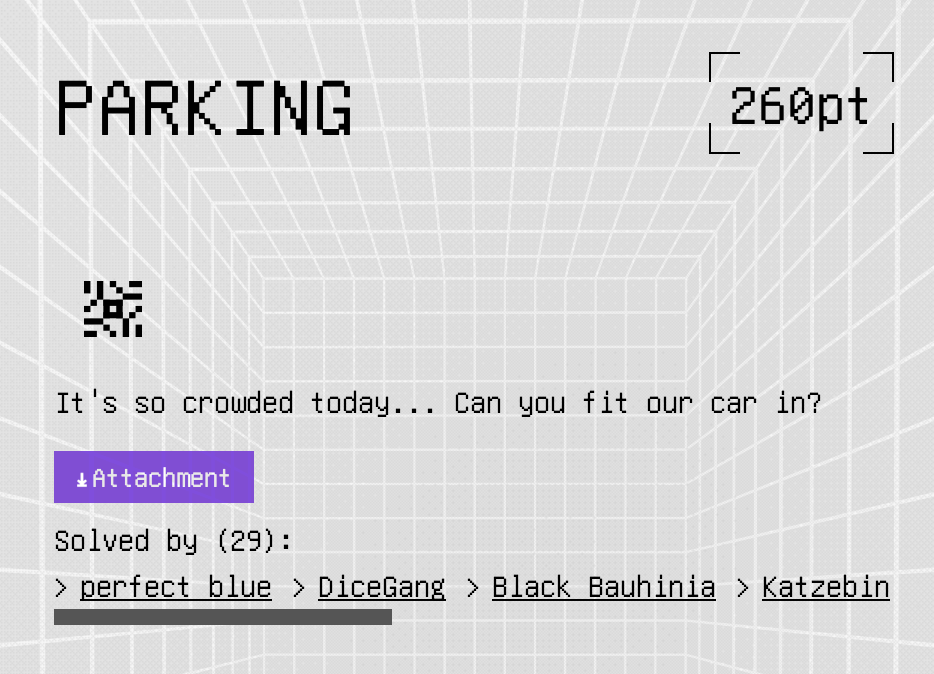 PARKING
260pt
It's so crowded today... Can you fit our car in?
Attachment
Solved by (29):
> perfect blue > DiceGang > Black Bauhinia > Katzebin